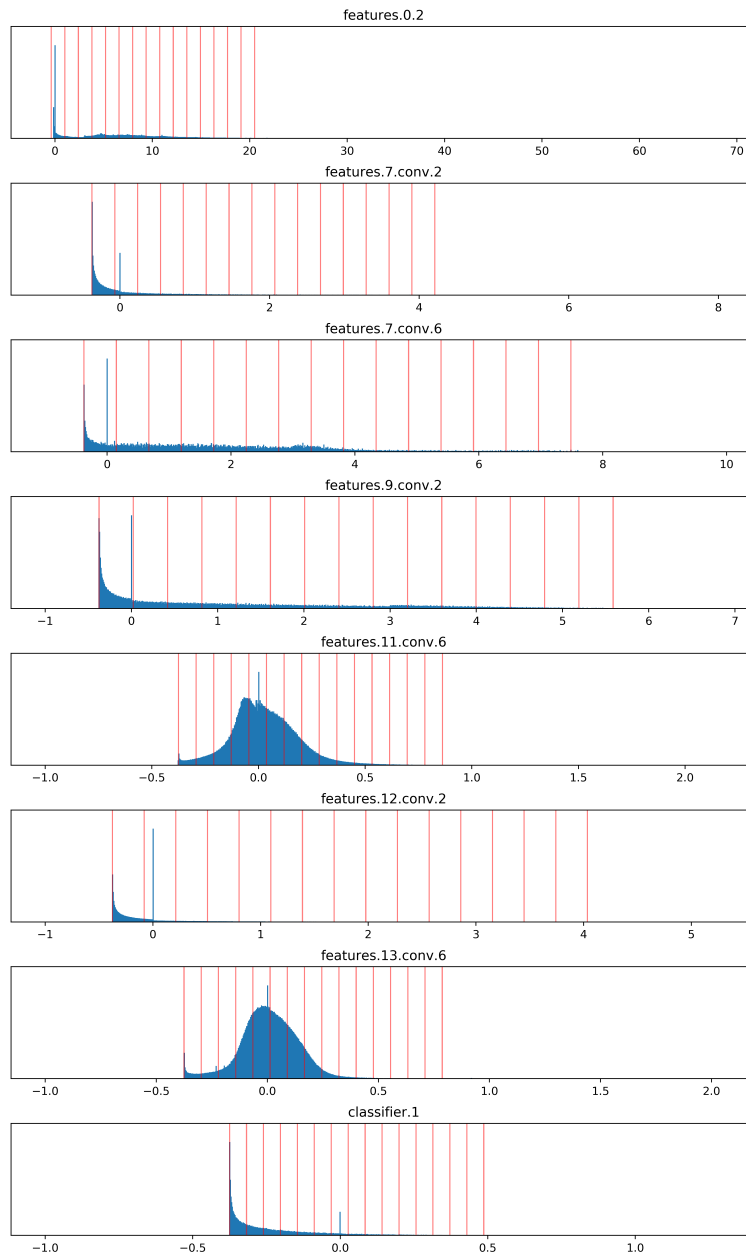 features.0.2
0 10 20 30 40 50 60 70
features.7.conv.2
0 2 4 6 8
features.7.conv.6
0 2 4 6 8 10
features.9.conv.2
−1 0 1 2 3 4 5 6 7
features.11.conv.6
−1.0 −0.5 0.0 0.5 1.0 1.5 2.0
features.12.conv.2
−1 0 1 2 3 4 5
features.13.conv.6
−1.0 −0.5 0.0 0.5 1.0 1.5 2.0
classifier.1
−1.0 −0.5 0.0 0.5 1.0